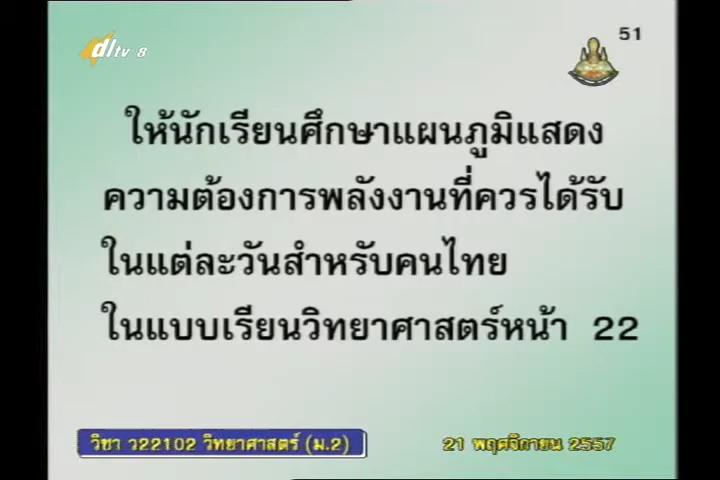 dltv 8
51
ให้นักเรียนศึกษาแผนภูมิแสดง
ความต้องการพลังงานที่ควรได้รับ
ในแต่ละวันสำหรับคนไทย
ในแบบเรียนวิทยาศาสตร์หน้า 22
วิชา ว22102 วิทยาศาสตร์ (ม.2)
21 พฤศจิกายน 2557